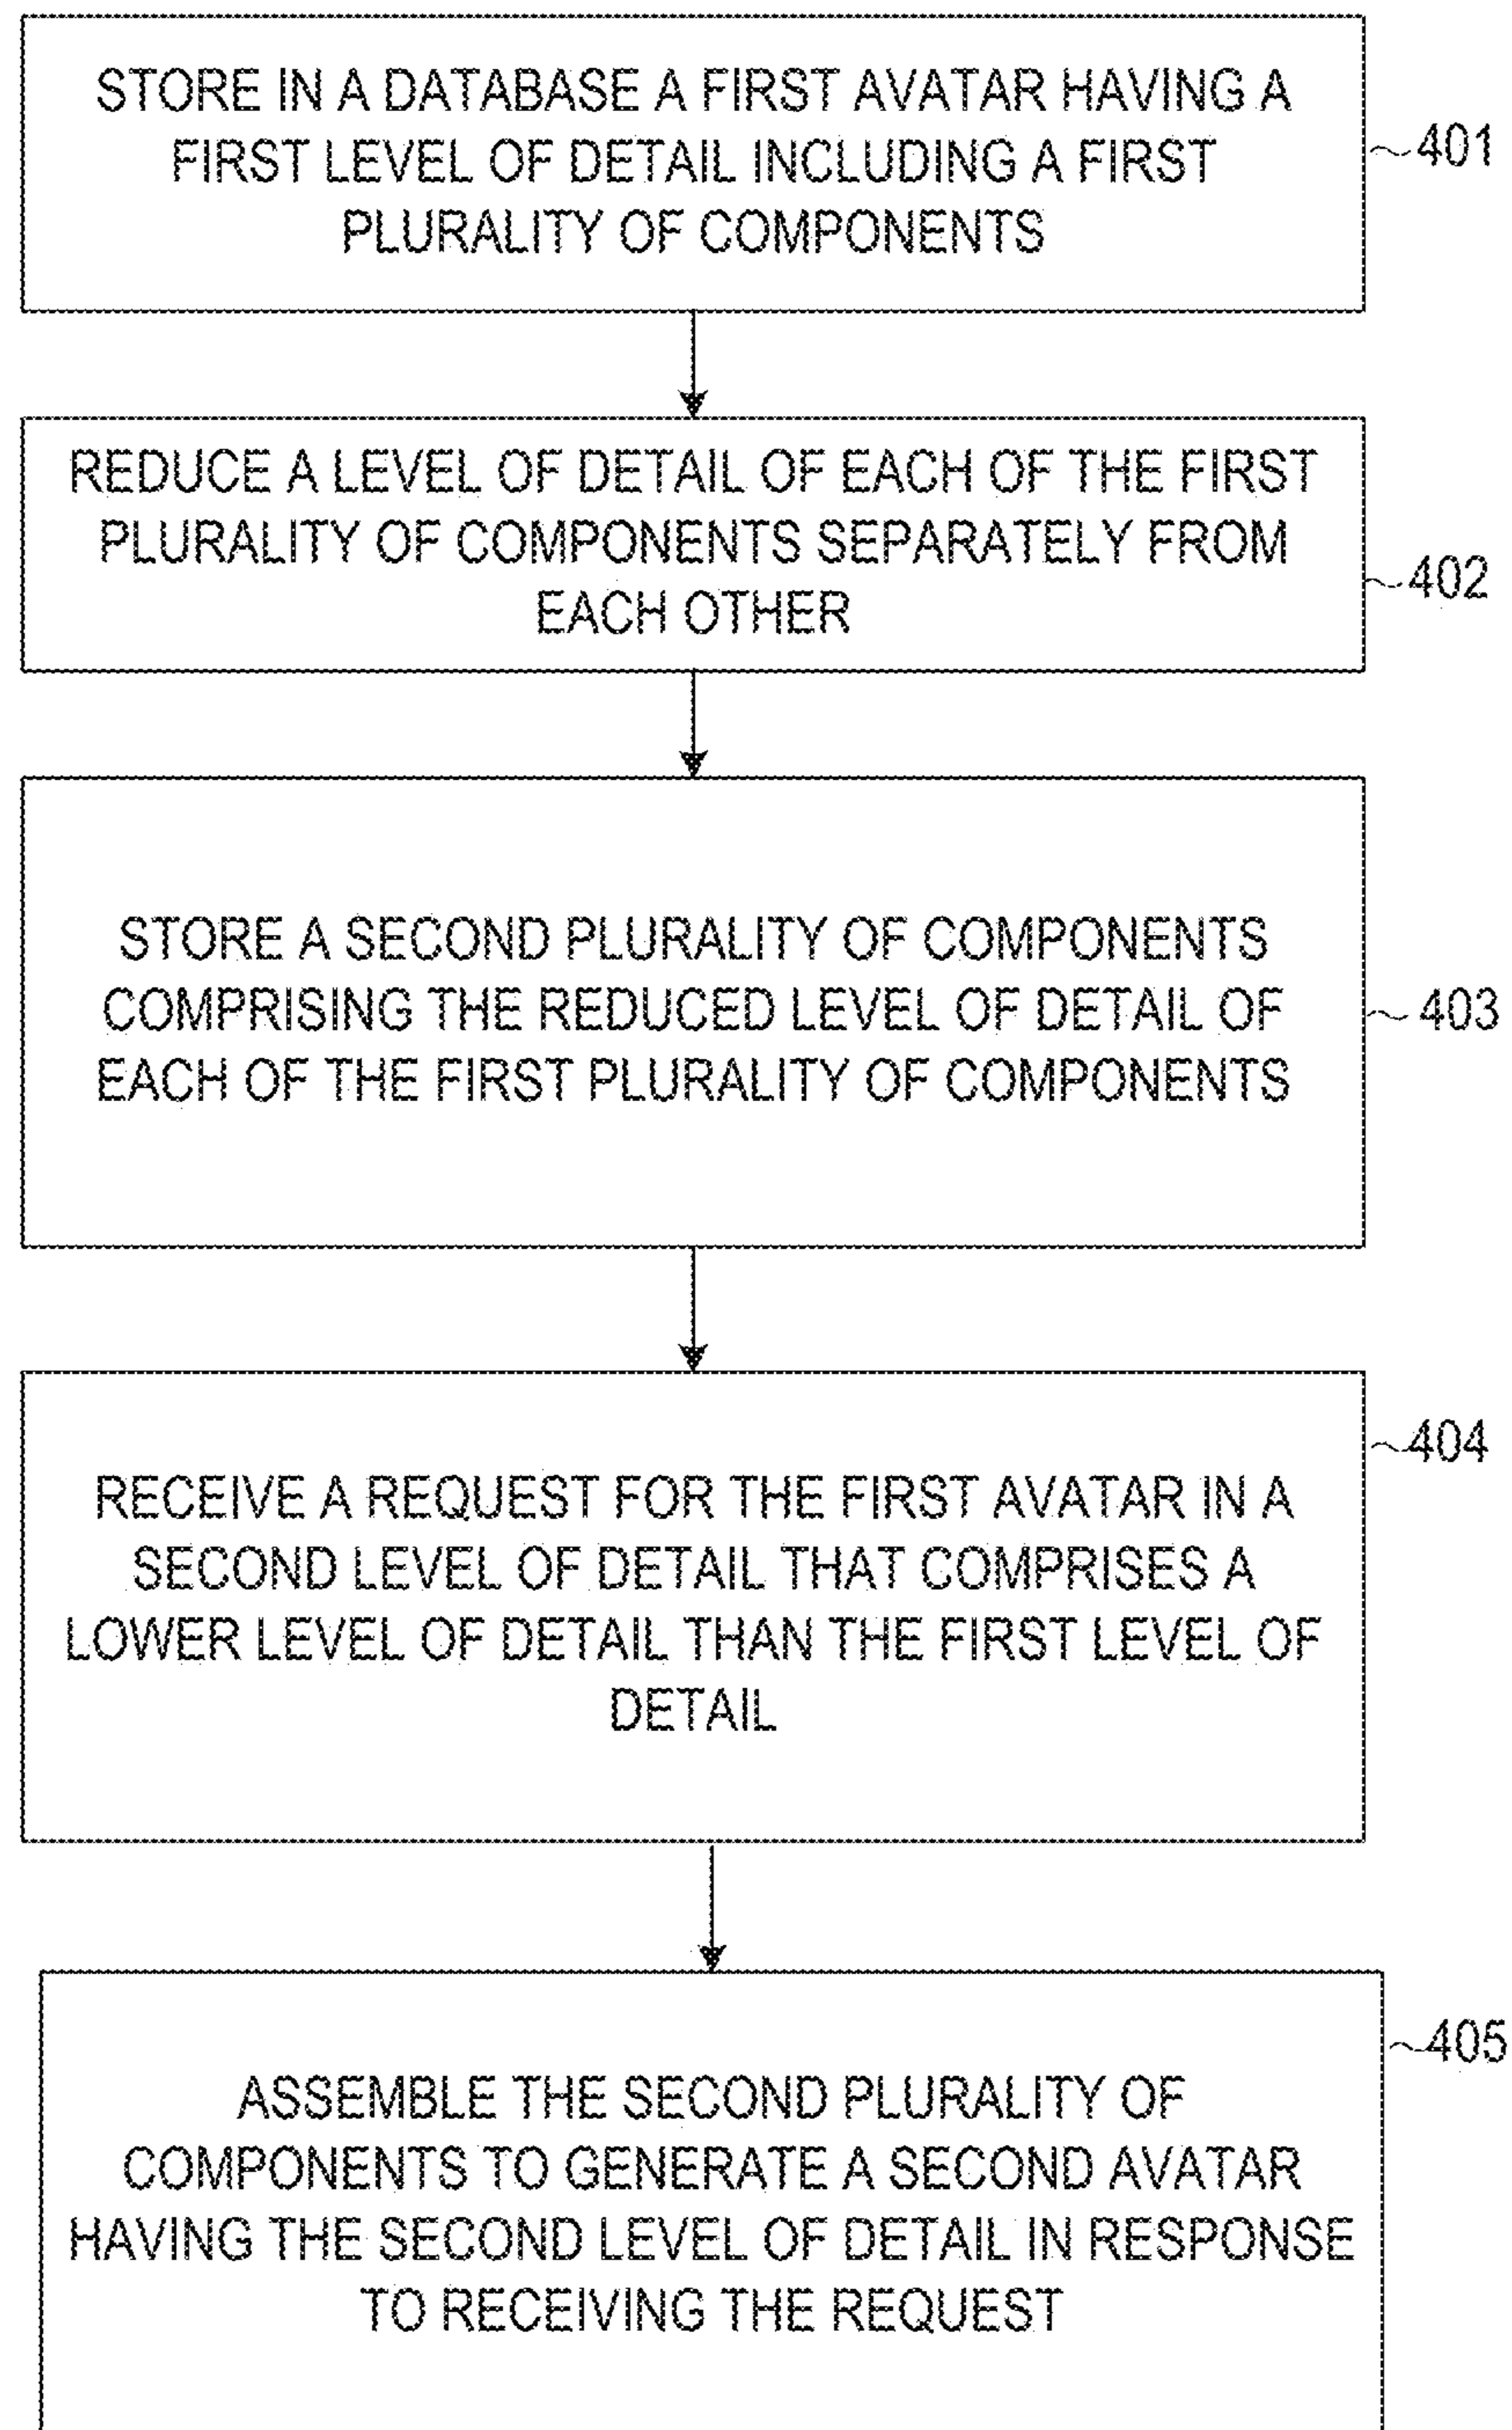 STORE IN A DATABASE A FIRST AVATAR HAVING A
FIRST LEVEL OF DETAIL INCLUDING A FIRST
PLURALITY OF COMPONENTS
401
REDUCE A LEVEL OF DETAIL OF EACH OF THE FIRST
PLURALITY OF COMPONENTS SEPARATELY FROM
EACH OTHER
402
STORE A SECOND PLURALITY OF COMPONENTS
COMPRISING THE REDUCED LEVEL OF DETAIL OF
EACH OF THE FIRST PLURALITY OF COMPONENTS
403
RECEIVE A REQUEST FOR THE FIRST AVATAR IN A
SECOND LEVEL OF DETAIL THAT COMPRISES A
LOWER LEVEL OF DETAIL THAN THE FIRST LEVEL OF
DETAIL
404
ASSEMBLE THE SECOND PLURALITY OF
COMPONENTS TO GENERATE A SECOND AVATAR
HAVING THE SECOND LEVEL OF DETAIL IN RESPONSE
TO RECEIVING THE REQUEST
405